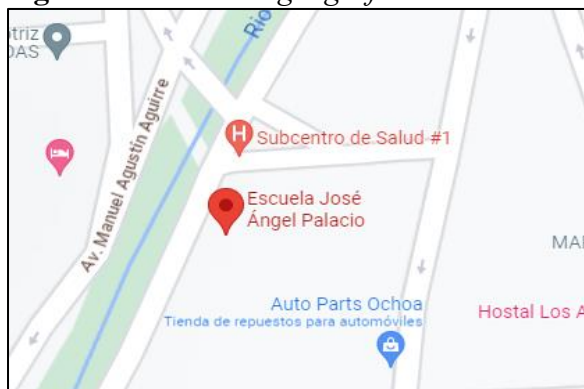 Rio
Av. Manuel Agustín Aguirre
H
Subcentro de Salud #1
Escuela José
Ángel Palacio
Auto Parts Ochoa
Tienda de repuestos para automóviles
Hostal Los